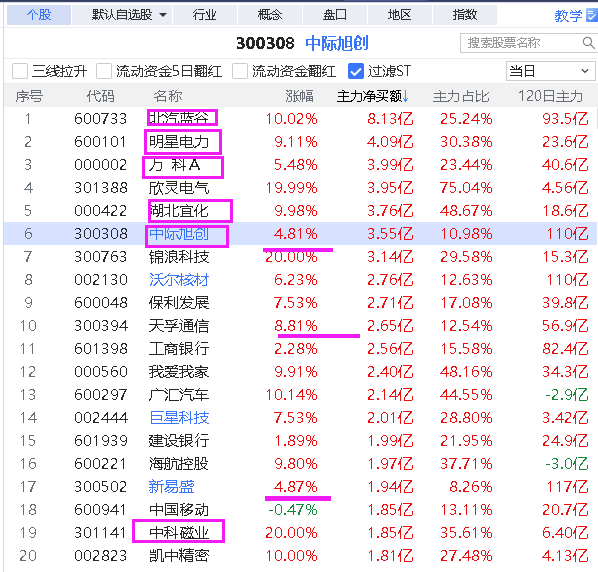 个股 默认自选股 行业 概念 盘口 地区 指数 教学
300308 中际旭创 搜索股票名称
三线拉升 流动资金5日翻红 流动资金翻红 过滤ST 当日
序号 代码 名称 涨幅 主力净买额↓ 主力占比 120日主力
1 600733 北汽蓝谷 10.02% 8.13亿 25.24% 93.5亿
2 600101 明星电力 9.11% 4.09亿 30.38% 23.6亿
3 000002 万 科A 5.48% 3.99亿 23.44% 40.6亿
4 301388 欣灵电气 19.99% 3.95亿 75.04% 4.56亿
5 000422 湖北宜化 9.98% 3.76亿 48.67% 18.6亿
6 300308 中际旭创 4.81% 3.55亿 10.98% 110亿
7 300763 锦浪科技 20.00% 3.14亿 29.58% 15.3亿
8 002130 沃尔核材 6.23% 2.76亿 12.63% 110亿
9 600048 保利发展 7.53% 2.71亿 17.08% 39.8亿
10 300394 天孚通信 8.81% 2.65亿 12.54% 56.9亿
11 601398 工商银行 2.28% 2.56亿 15.58% 82.4亿
12 000560 我爱我家 9.91% 2.40亿 48.16% 34.3亿
13 600297 广汇汽车 10.14% 2.14亿 44.55% -2.9亿
14 002444 巨星科技 7.53% 2.01亿 28.80% 3.42亿
15 601939 建设银行 1.89% 1.99亿 21.95% 24.9亿
16 600221 海航控股 9.80% 1.97亿 37.71% -3.0亿
17 300502 新易盛 4.87% 1.94亿 8.26% 117亿
18 600941 中国移动 -0.47% 1.85亿 13.11% 20.7亿
19 301141 中科磁业 20.00% 1.85亿 35.61% 6.40亿
20 002823 凯中精密 10.00% 1.81亿 27.48% 4.13亿